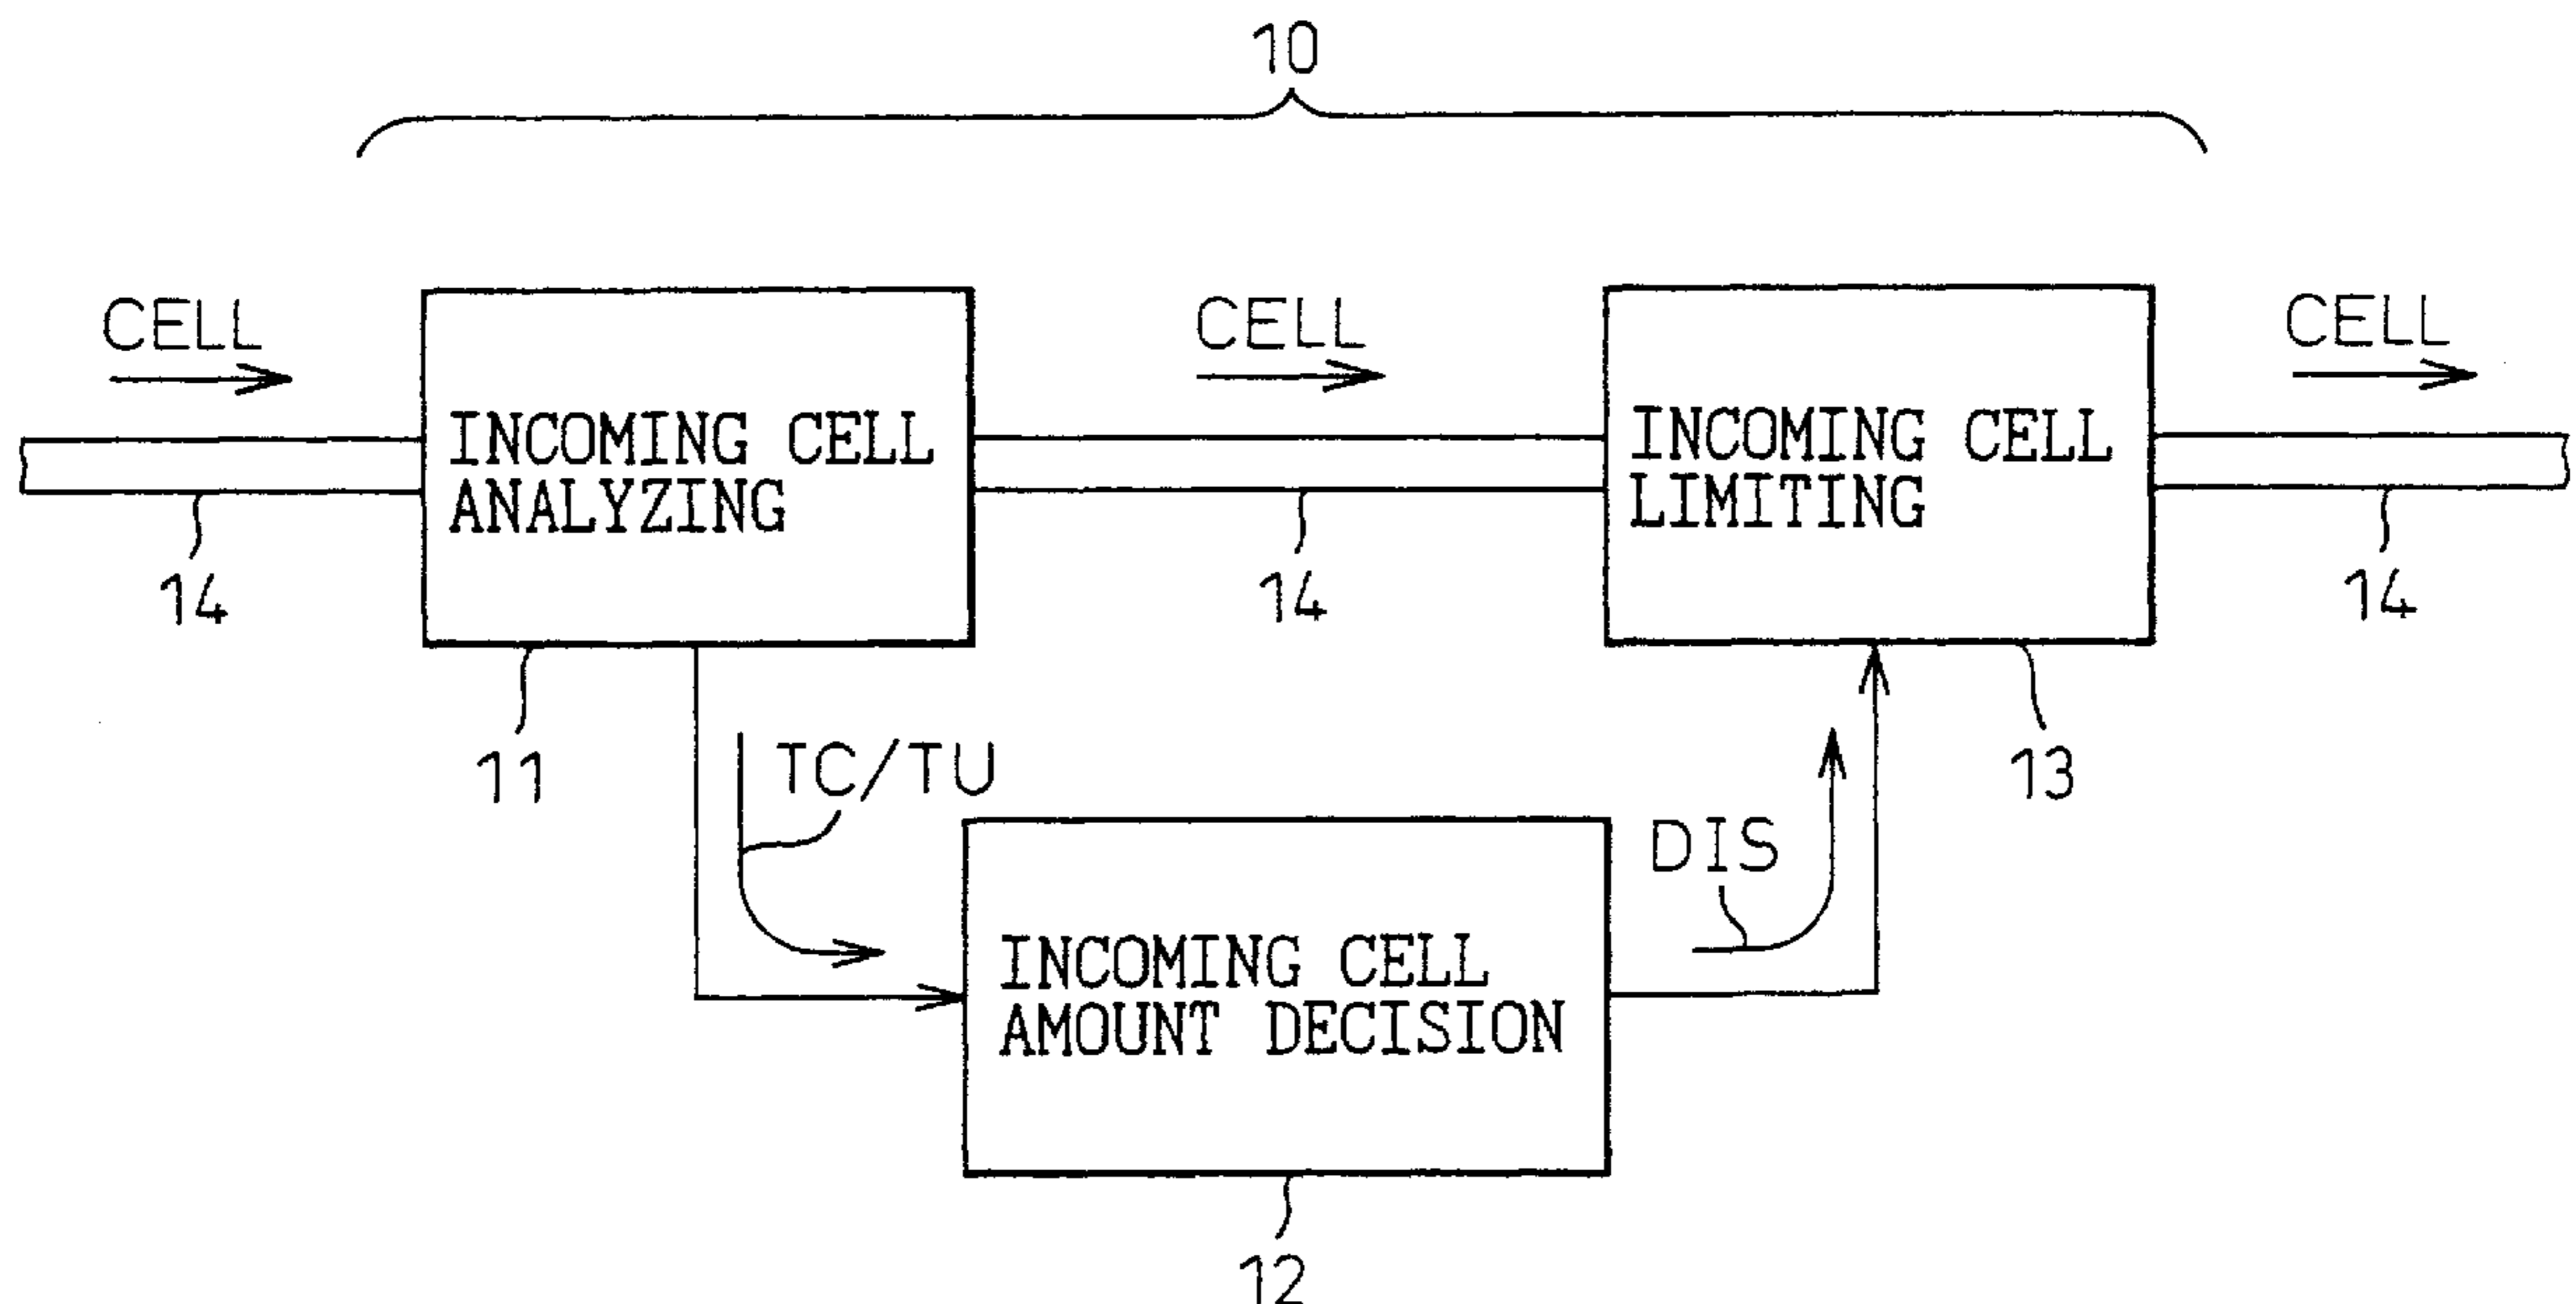 10
CELL
CELL
CELL
INCOMING CELL
ANALYZING
INCOMING CELL
LIMITING
14
14
14
11
13
TC/TU
DIS
INCOMING CELL
AMOUNT DECISION
12